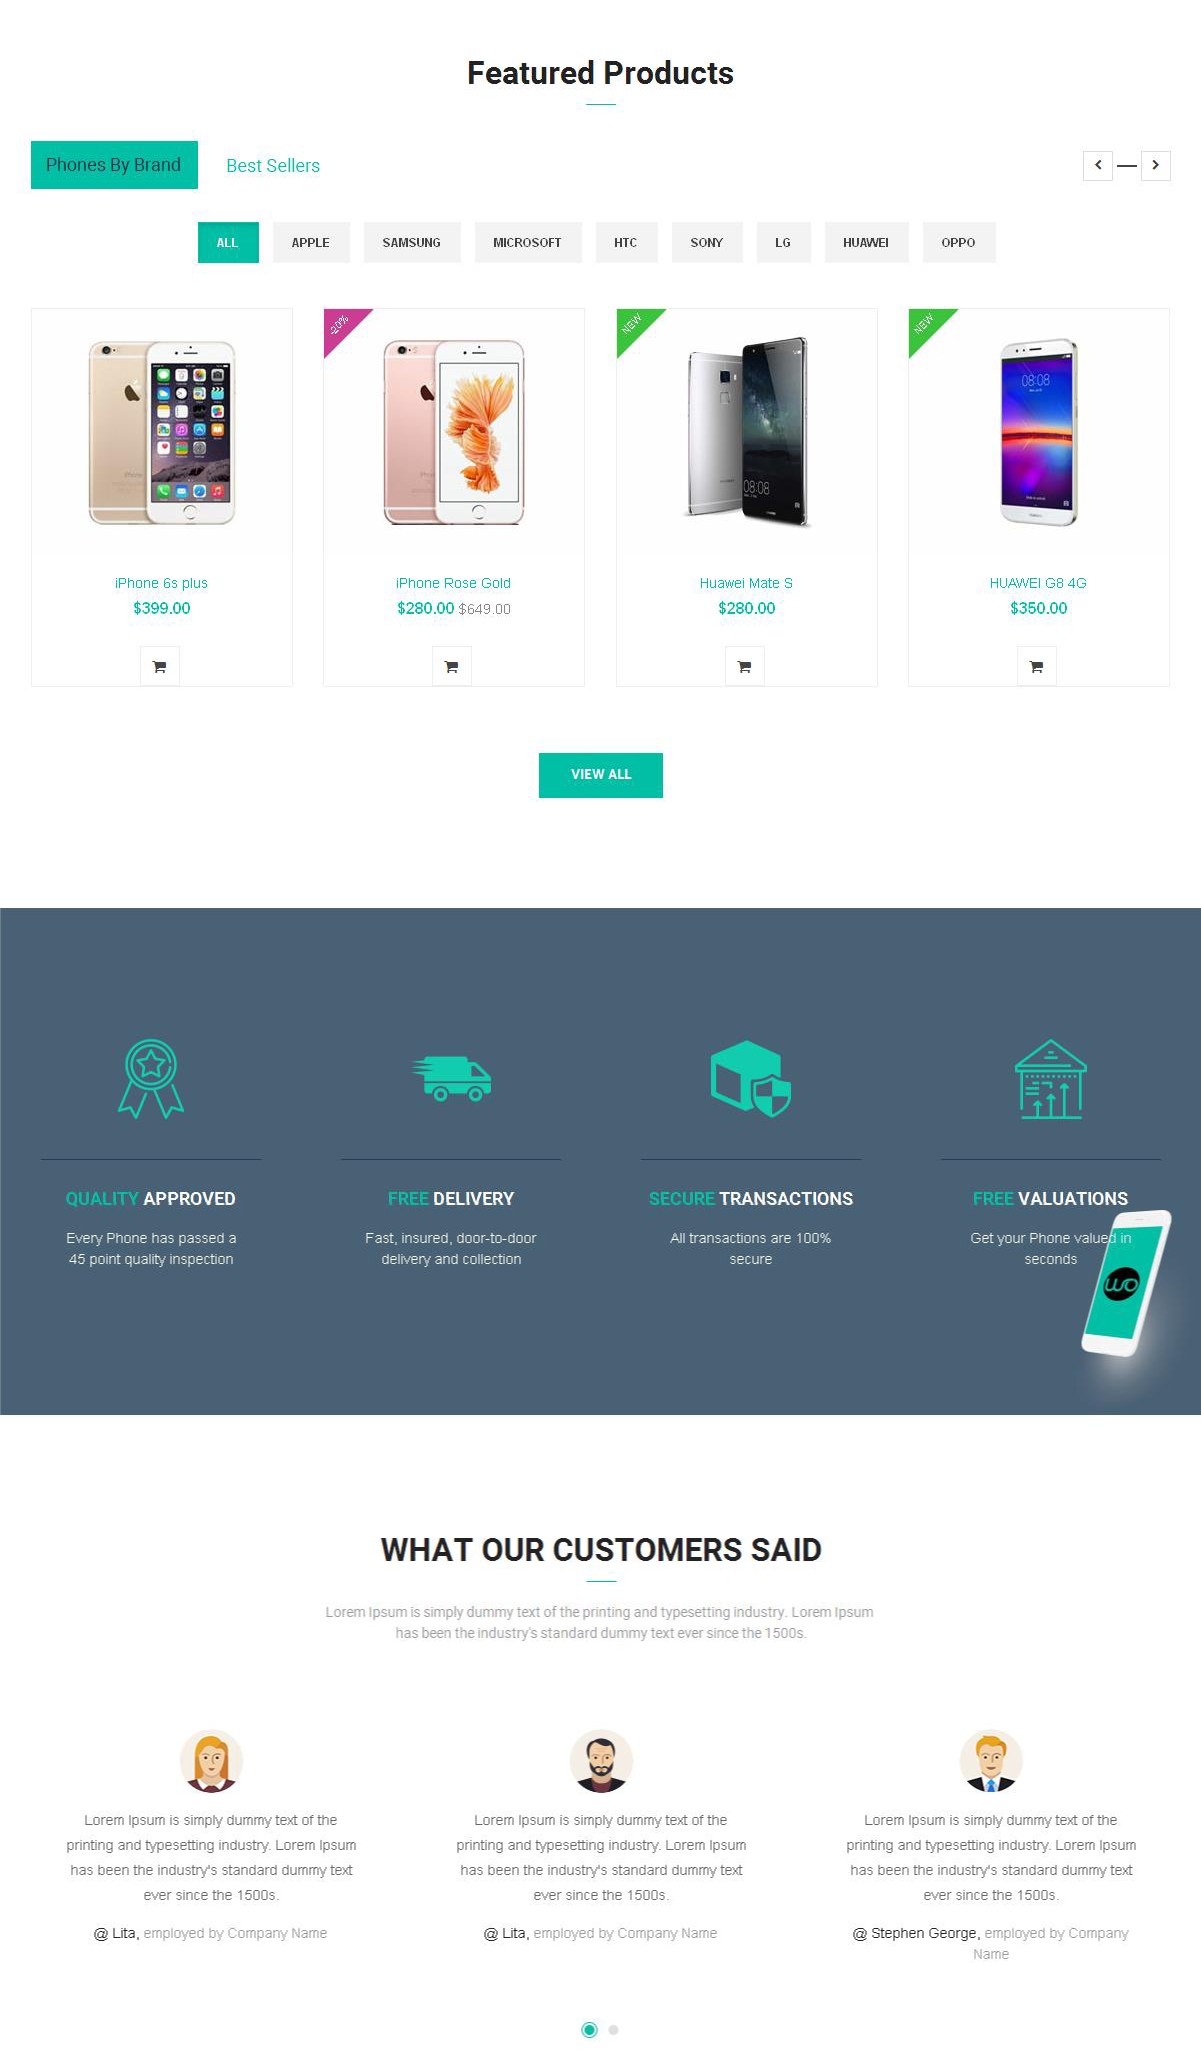 Featured Products
Phones By Brand
Best Sellers
ALL
APPLE
SAMSUNG
MICROSOFT
HTC
SONY
LG
HUAWEI
OPPO
-20%
NEW
NEW
08:08
08:08
iPhone 6s plus
iPhone Rose Gold
Huawei Mate S
HUAWEI G8 4G
$399.00
$280.00 $649.00
$280.00
$350.00
VIEW ALL
QUALITY APPROVED
Every Phone has passed a
45 point quality inspection
FREE DELIVERY
Fast, insured, door-to-door
delivery and collection
SECURE TRANSACTIONS
All transactions are 100%
secure
FREE VALUATIONS
Get your Phone valued in
seconds
wo
WHAT OUR CUSTOMERS SAID
Lorem Ipsum is simply dummy text of the printing and typesetting industry. Lorem Ipsum
has been the industry's standard dummy text ever since the 1500s.
Lorem Ipsum is simply dummy text of the
printing and typesetting industry. Lorem Ipsum
has been the industry's standard dummy text
ever since the 1500s.
@ Lita, employed by Company Name
Lorem Ipsum is simply dummy text of the
printing and typesetting industry. Lorem Ipsum
has been the industry's standard dummy text
ever since the 1500s.
@ Lita, employed by Company Name
Lorem Ipsum is simply dummy text of the
printing and typesetting industry. Lorem Ipsum
has been the industry's standard dummy text
ever since the 1500s.
@ Stephen George, employed by Company
Name